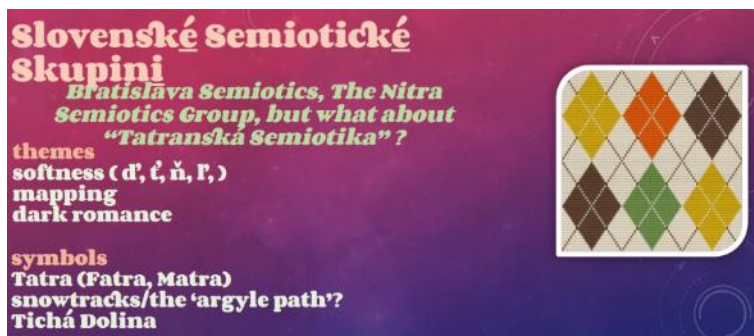 Slovenské Semiotické
Skupini
Bratislava Semiotics, The Nitra
Semiotics Group, but what about
“Tatranská Semiotika” ?
themes
softness ( ď, ť, ň, ľ, )
mapping
dark romance
symbols
Tatra (Fatra, Matra)
snowtracks/the ‘argyle path’?
Tichá Dolina